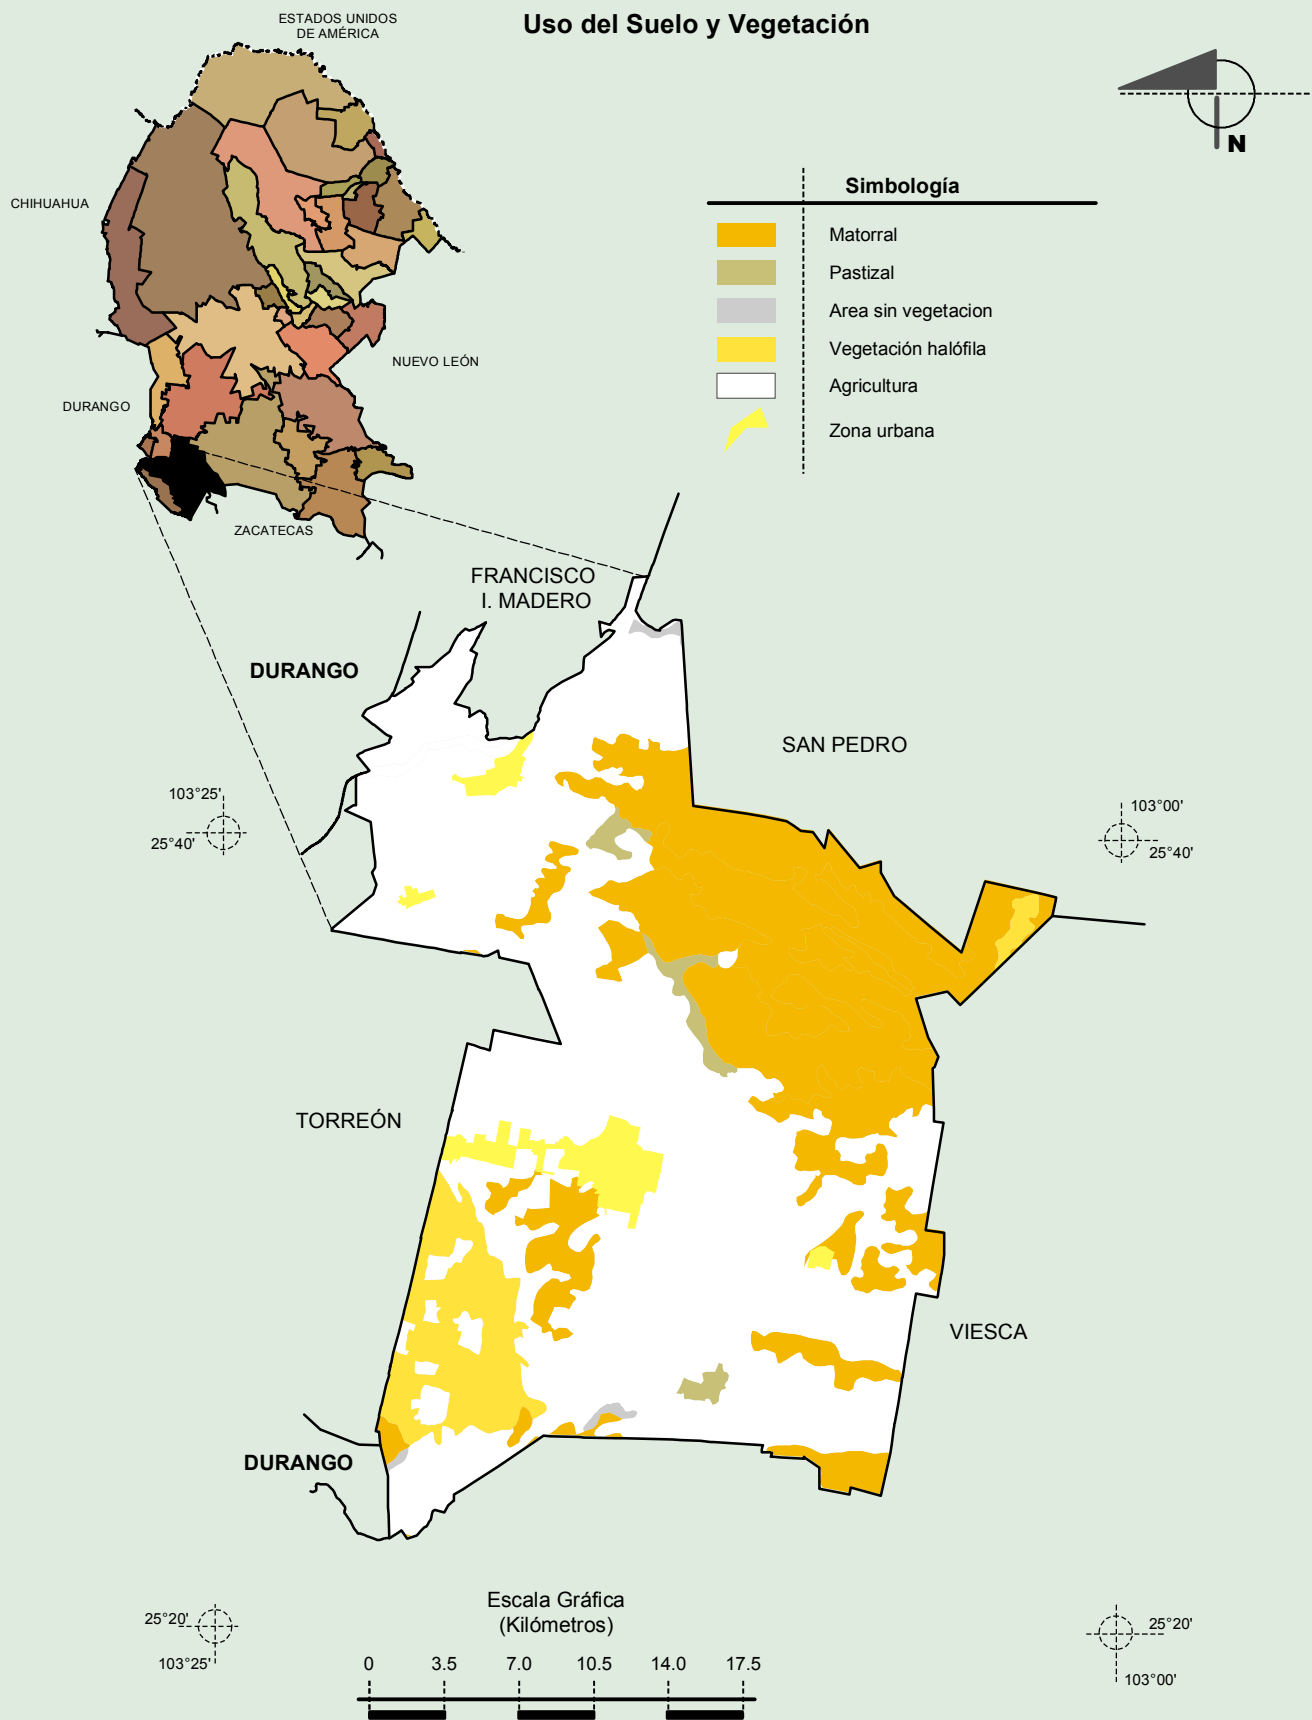 Uso del Suelo y Vegetación
ESTADOS UNIDOS
DE AMÉRICA
CHIHUAHUA
NUEVO LEÓN
DURANGO
ZACATECAS
N
Simbología
Matorral
Pastizal
Area sin vegetacion
Vegetación halófila
Agricultura
Zona urbana
FRANCISCO
I. MADERO
DURANGO
SAN PEDRO
103°25'
25°40'
103°00'
25°40'
TORREÓN
VIESCA
DURANGO
25°20'
103°25'
25°20'
103°00'
Escala Gráfica
(Kilómetros)
0 3.5 7.0 10.5 14.0 17.5